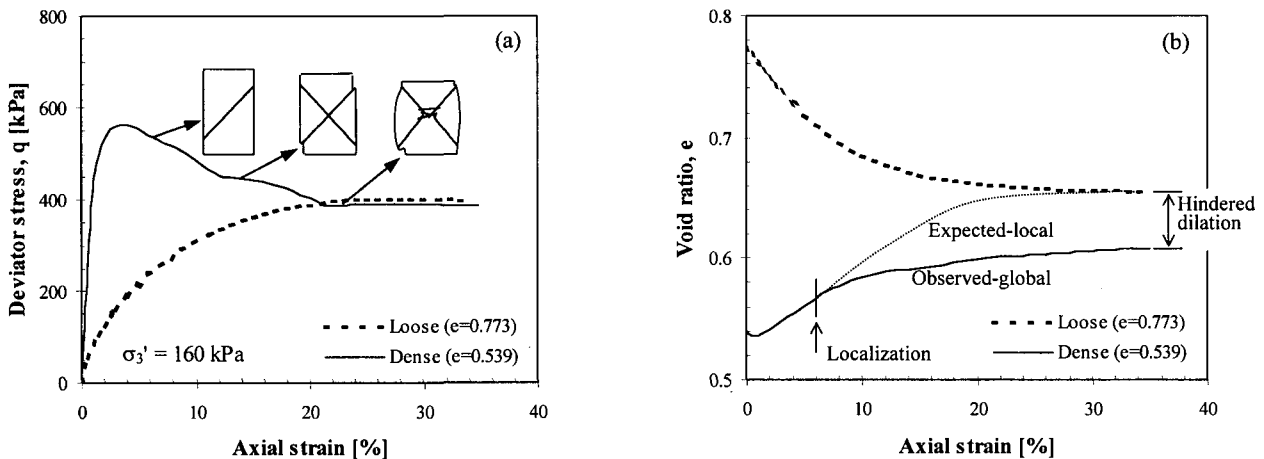 800
600
400
200
0
0
10
20
30
40
Deviator stress, q [kPa]
Axial strain [%]
(a)
Loose (e=0.773)
Dense (e=0.539)
σ3' = 160 kPa
0.8
0.7
0.6
0.5
0
10
20
30
40
Void ratio, e
Axial strain [%]
(b)
Hindered
dilation
Expected-local
Observed-global
Localization
Loose (e=0.773)
Dense (e=0.539)